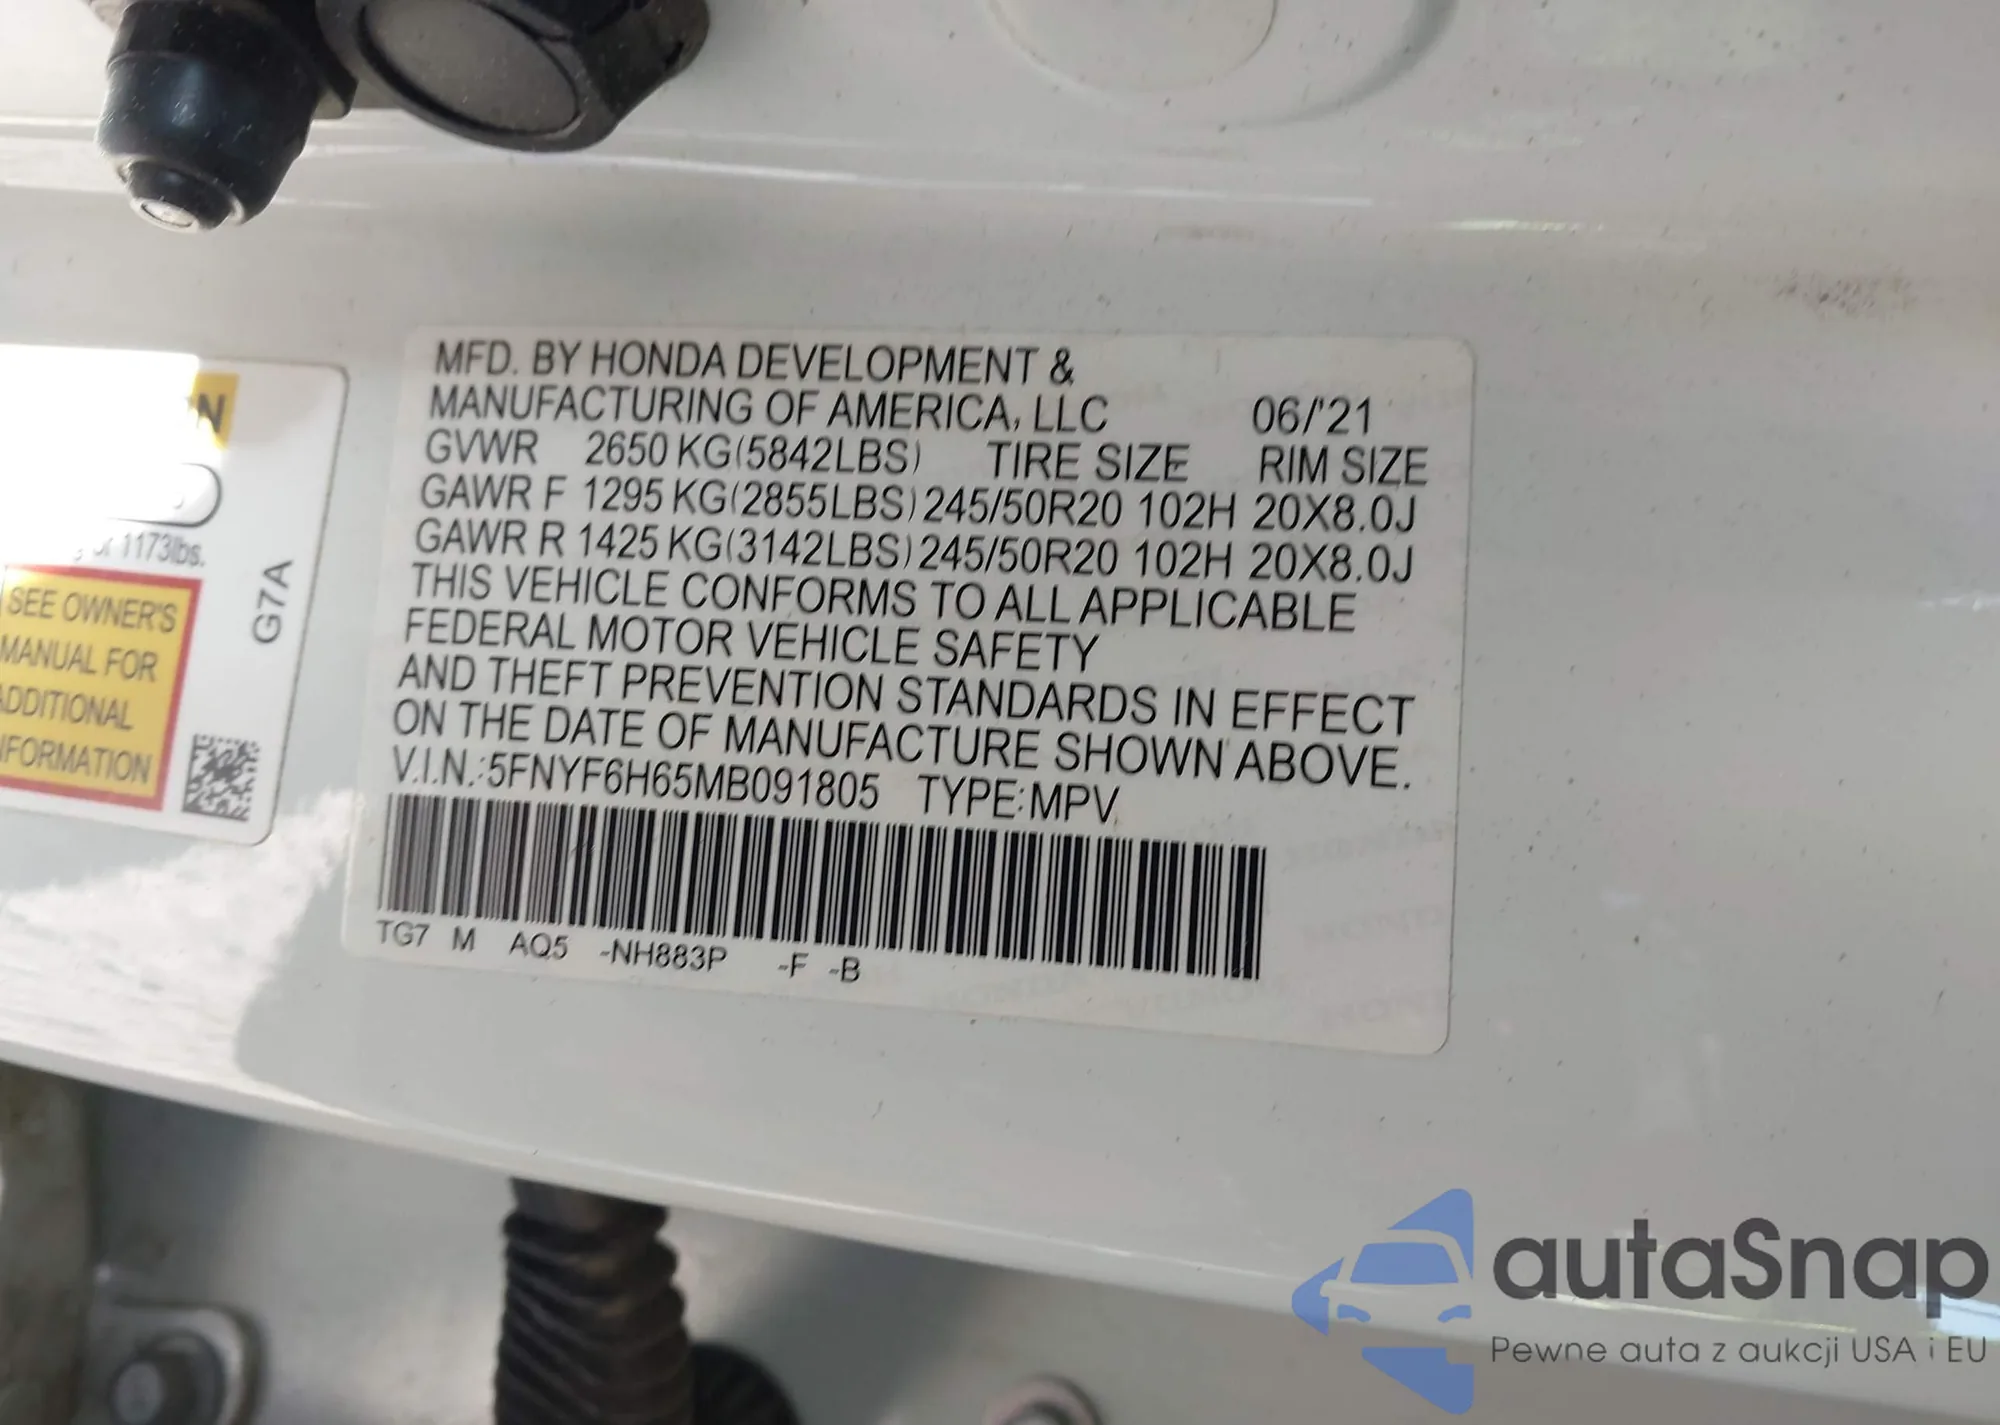 MFD. BY HONDA DEVELOPMENT &
MANUFACTURING OF AMERICA, LLC 06/'21
GVWR 2650 KG(5842LBS) TIRE SIZE RIM SIZE
GAWR F 1295 KG(2855LBS) 245/50R20 102H 20X8.0J
GAWR R 1425 KG(3142LBS) 245/50R20 102H 20X8.0J
THIS VEHICLE CONFORMS TO ALL APPLICABLE
FEDERAL MOTOR VEHICLE SAFETY
AND THEFT PREVENTION STANDARDS IN EFFECT
ON THE DATE OF MANUFACTURE SHOWN ABOVE.
V.I.N.:5FNYF6H65MB091805 TYPE:MPV
TG7 M AQ5 -NH883P -F -B
N
or 1173lbs.
SEE OWNER'S
MANUAL FOR
ADDITIONAL
NFORMATION
G7A
autaSnap
Pewne auta z aukcji USA i EU